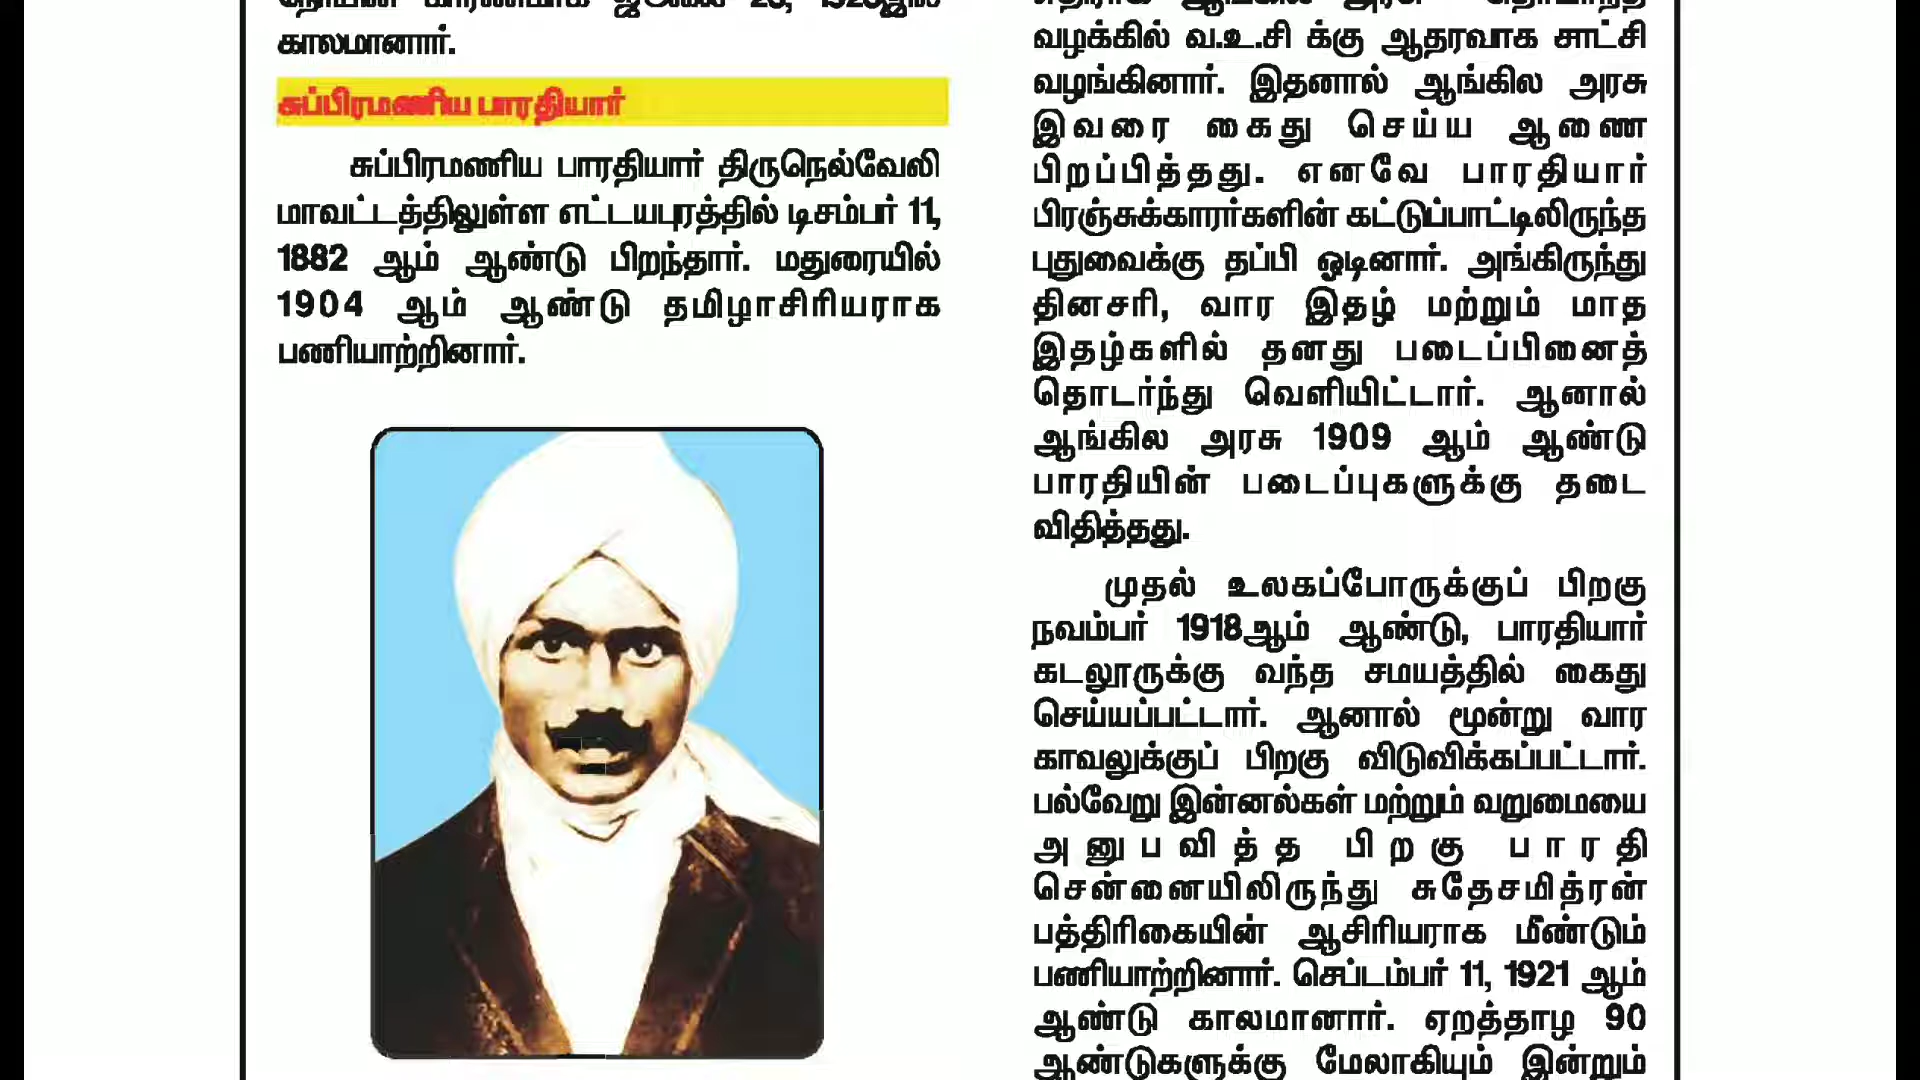 காலமானார்.
சுப்பிரமணிய பாரதியார்
சுப்பிரமணிய பாரதியார் திருநெல்வேலி
மாவட்டத்திலுள்ள எட்டயபுரத்தில் டிசம்பர் 11,
1882 ஆம் ஆண்டு பிறந்தார். மதுரையில்
1904 ஆம் ஆண்டு தமிழாசிரியராக
பணியாற்றினார்.
வழக்கில் வ.உ.சி க்கு ஆதரவாக சாட்சி
வழங்கினார். இதனால் ஆங்கில அரசு
இவரை கைது செய்ய ஆணை
பிறப்பித்தது. எனவே பாரதியார்
பிரஞ்சுக்காரர்களின் கட்டுப்பாட்டிலிருந்த
புதுவைக்கு தப்பி ஓடினார். அங்கிருந்து
தினசரி, வார இதழ் மற்றும் மாத
இதழ்களில் தனது படைப்பினைத்
தொடர்ந்து வெளியிட்டார். ஆனால்
ஆங்கில அரசு 1909 ஆம் ஆண்டு
பாரதியின் படைப்புகளுக்கு தடை
விதித்தது.
முதல் உலகப்போருக்குப் பிறகு
நவம்பர் 1918ஆம் ஆண்டு, பாரதியார்
கடலூருக்கு வந்த சமயத்தில் கைது
செய்யப்பட்டார். ஆனால் மூன்று வார
காவலுக்குப் பிறகு விடுவிக்கப்பட்டார்.
பல்வேறு இன்னல்கள் மற்றும் வறுமையை
அனுபவித்த பிறகு பாரதி
சென்னையிலிருந்து சுதேசமித்ரன்
பத்திரிகையின் ஆசிரியராக மீண்டும்
பணியாற்றினார். செப்டம்பர் 11, 1921 ஆம்
ஆண்டு காலமானார். ஏறத்தாழ 90
ஆண்டுகளுக்கு மேலாகியும் இன்றும்